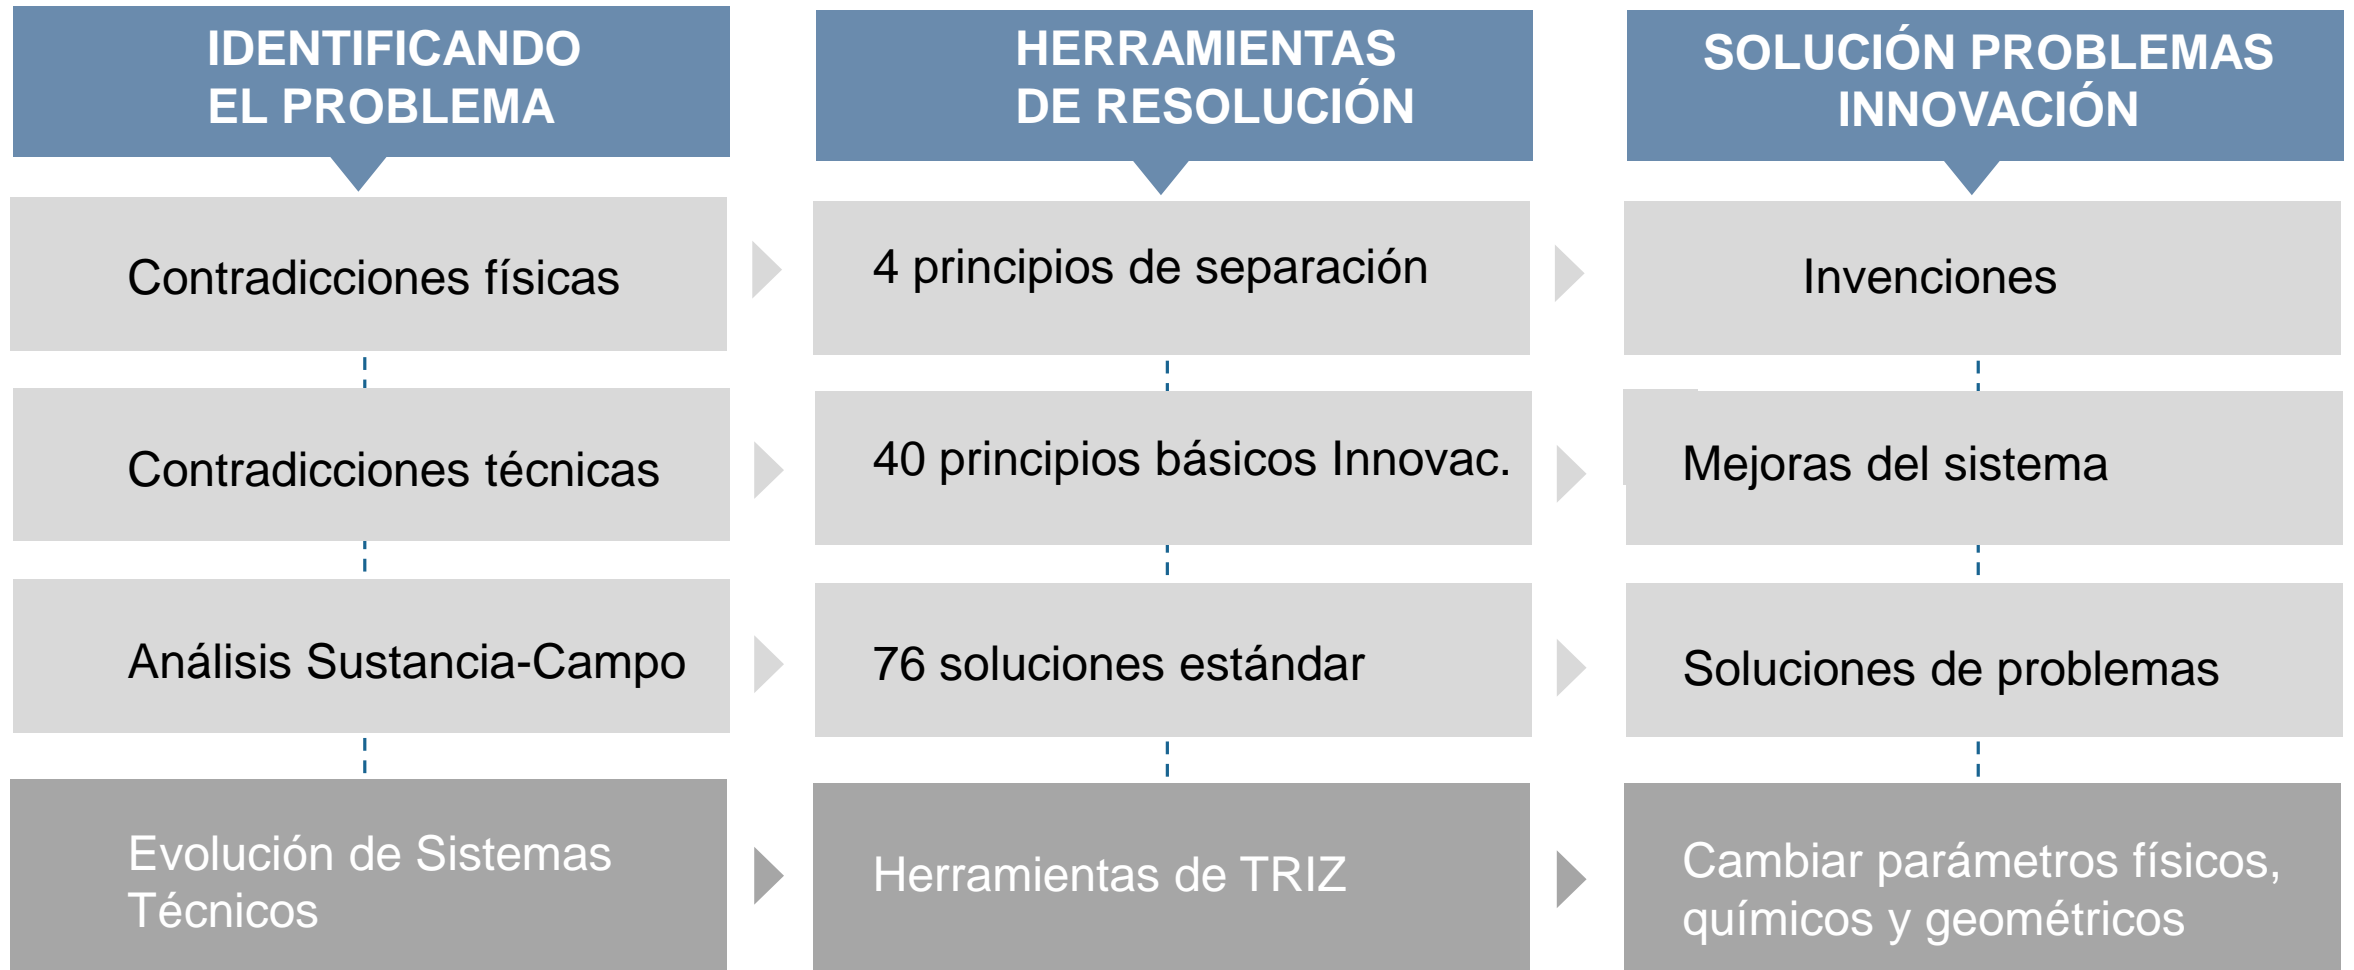 IDENTIFICANDO
EL PROBLEMA
HERRAMIENTAS
DE RESOLUCIÓN
SOLUCIÓN PROBLEMAS
INNOVACIÓN
Contradicciones físicas
4 principios de separación
Invenciones
Contradicciones técnicas
40 principios básicos Innovac.
Mejoras del sistema
Análisis Sustancia-Campo
76 soluciones estándar
Soluciones de problemas
Evolución de Sistemas
Técnicos
Herramientas de TRIZ
Cambiar parámetros físicos,
químicos y geométricos